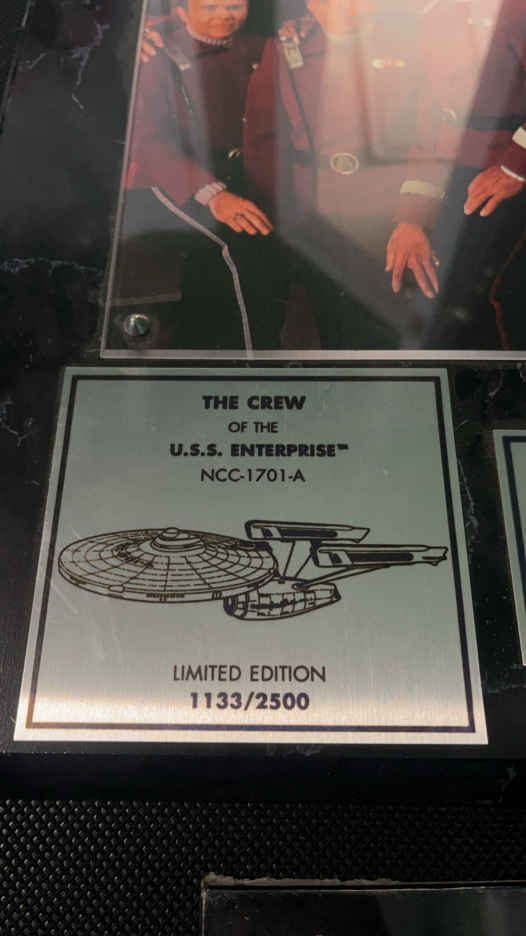 THE CREW
OF THE
U.S.S. ENTERPRISE™
NCC-1701-A
LIMITED EDITION
1133/2500